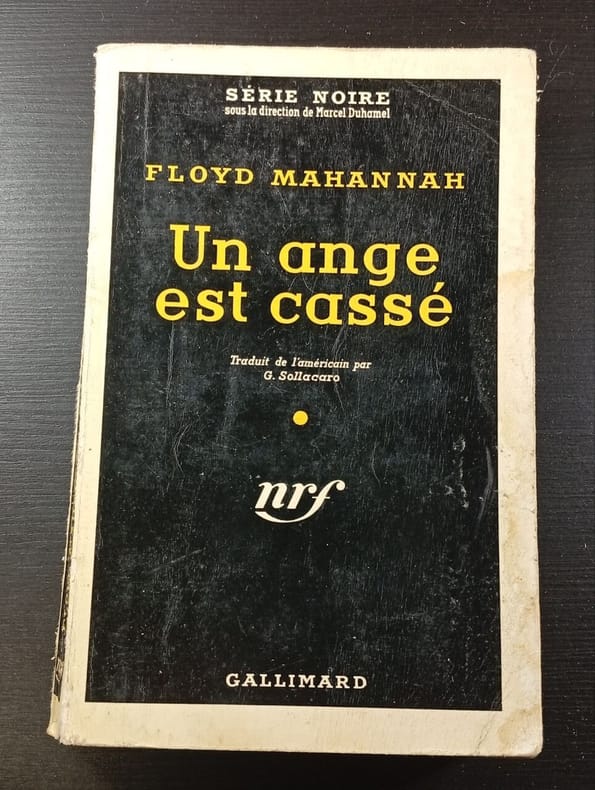 SÉRIE NOIRE
sous la direction de Marcel Duhamel
FLOYD MAHANNAH
Un ange
est cassé
Traduit de l'américain par
G. Sollacaro
nrf
GALLIMARD